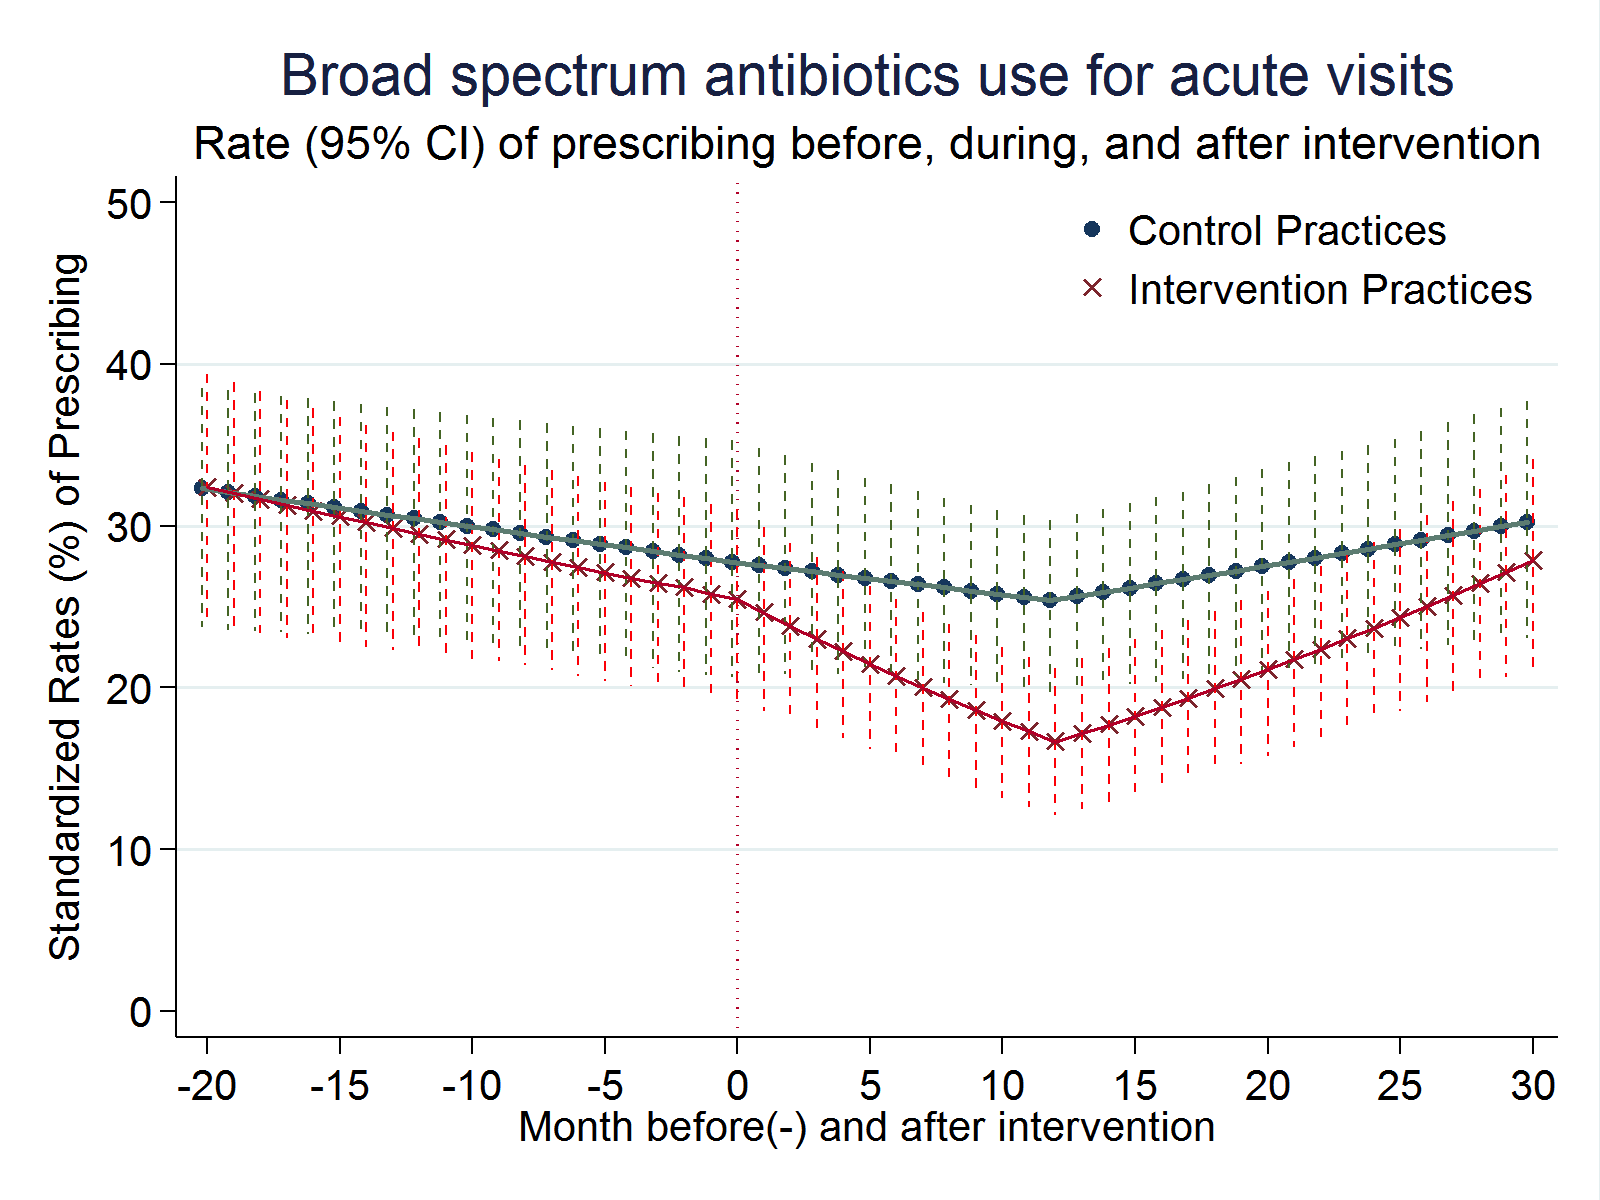 Broad spectrum antibiotics use for acute visits
Rate (95% CI) of prescribing before, during, and after intervention
Control Practices
Intervention Practices
Standardized Rates (%) of Prescribing
50
40
30
20
10
0
-20 -15 -10 -5 0 5 10 15 20 25 30
Month before(-) and after intervention